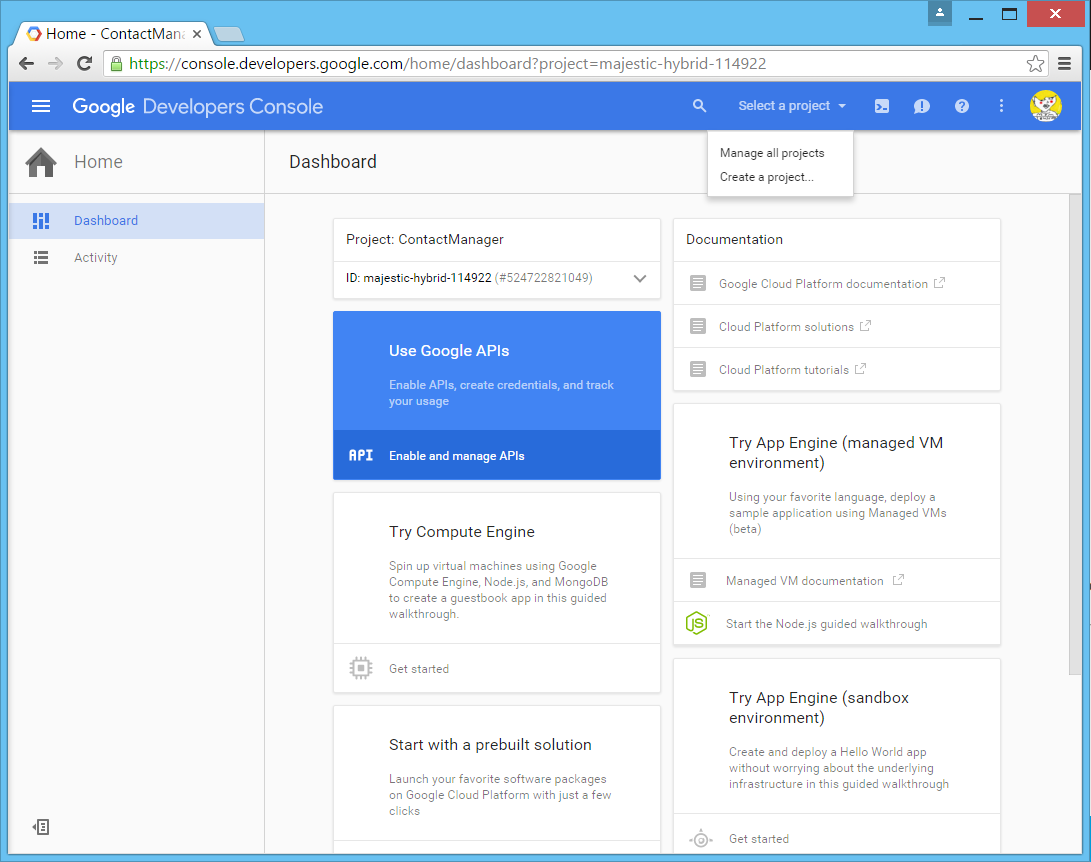 Home - ContactMana
https://console.developers.google.com/home/dashboard?project=majestic-hybrid-114922
Google Developers Console
Select a project
Manage all projects
Create a project...
Home
Dashboard
Activity
Dashboard
Project: ContactManager
ID: majestic-hybrid-114922 (#524722821049)
Use Google APIs
Enable APIs, create credentials, and track
your usage
API Enable and manage APIs
Try Compute Engine
Spin up virtual machines using Google
Compute Engine, Node.js, and MongoDB
to create a guestbook app in this guided
walkthrough.
Get started
Start with a prebuilt solution
Launch your favorite software packages
on Google Cloud Platform with just a few
clicks
Documentation
Google Cloud Platform documentation
Cloud Platform solutions
Cloud Platform tutorials
Try App Engine (managed VM
environment)
Using your favorite language, deploy a
sample application using Managed VMs
(beta)
Managed VM documentation
JS Start the Node.js guided walkthrough
Try App Engine (sandbox
environment)
Create and deploy a Hello World app
without worrying about the underlying
infrastructure in this guided walkthrough
Get started